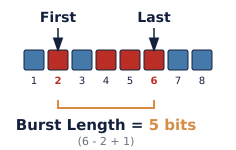 First Last
1 2 3 4 5 6 7 8
Burst Length = 5 bits
(6 - 2 + 1)